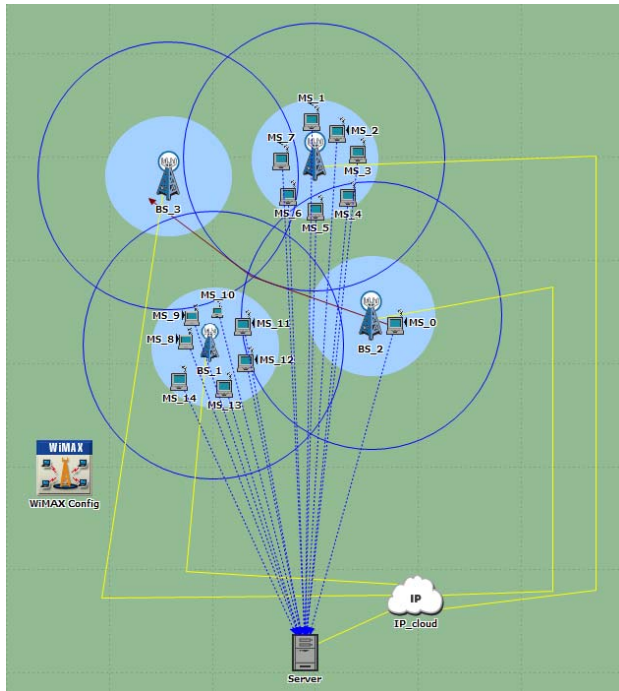 MS_1
MS_2
MS_7
MS_3
BS_3
MS_6
MS_4
MS_5
MS_10
MS_9
MS_11
MS_0
MS_8
BS_2
MS_12
BS_1
MS_14
MS_13
WiMAX
WiMAX Config
IP
IP_cloud
Server